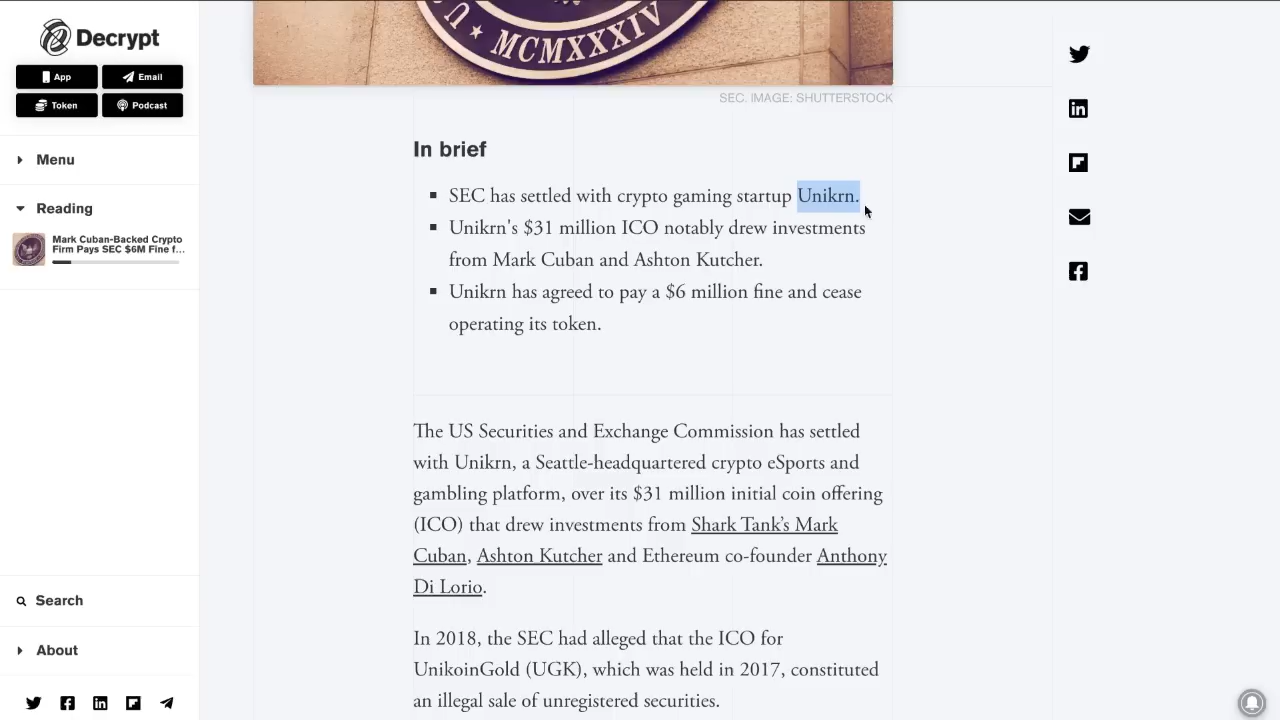 Decrypt
App
Email
Token
Podcast
Menu
Reading
Mark Cuban-Backed Crypto
Firm Pays SEC $6M Fine f...
Search
About
MCMXXXIV
SEC. IMAGE: SHUTTERSTOCK
In brief
SEC has settled with crypto gaming startup Unikrn.
Unikrn's $31 million ICO notably drew investments
from Mark Cuban and Ashton Kutcher.
Unikrn has agreed to pay a $6 million fine and cease
operating its token.
The US Securities and Exchange Commission has settled
with Unikrn, a Seattle-headquartered crypto eSports and
gambling platform, over its $31 million initial coin offering
(ICO) that drew investments from Shark Tank’s Mark
Cuban, Ashton Kutcher and Ethereum co-founder Anthony
Di Lorio.
In 2018, the SEC had alleged that the ICO for
UnikoinGold (UGK), which was held in 2017, constituted
an illegal sale of unregistered securities.